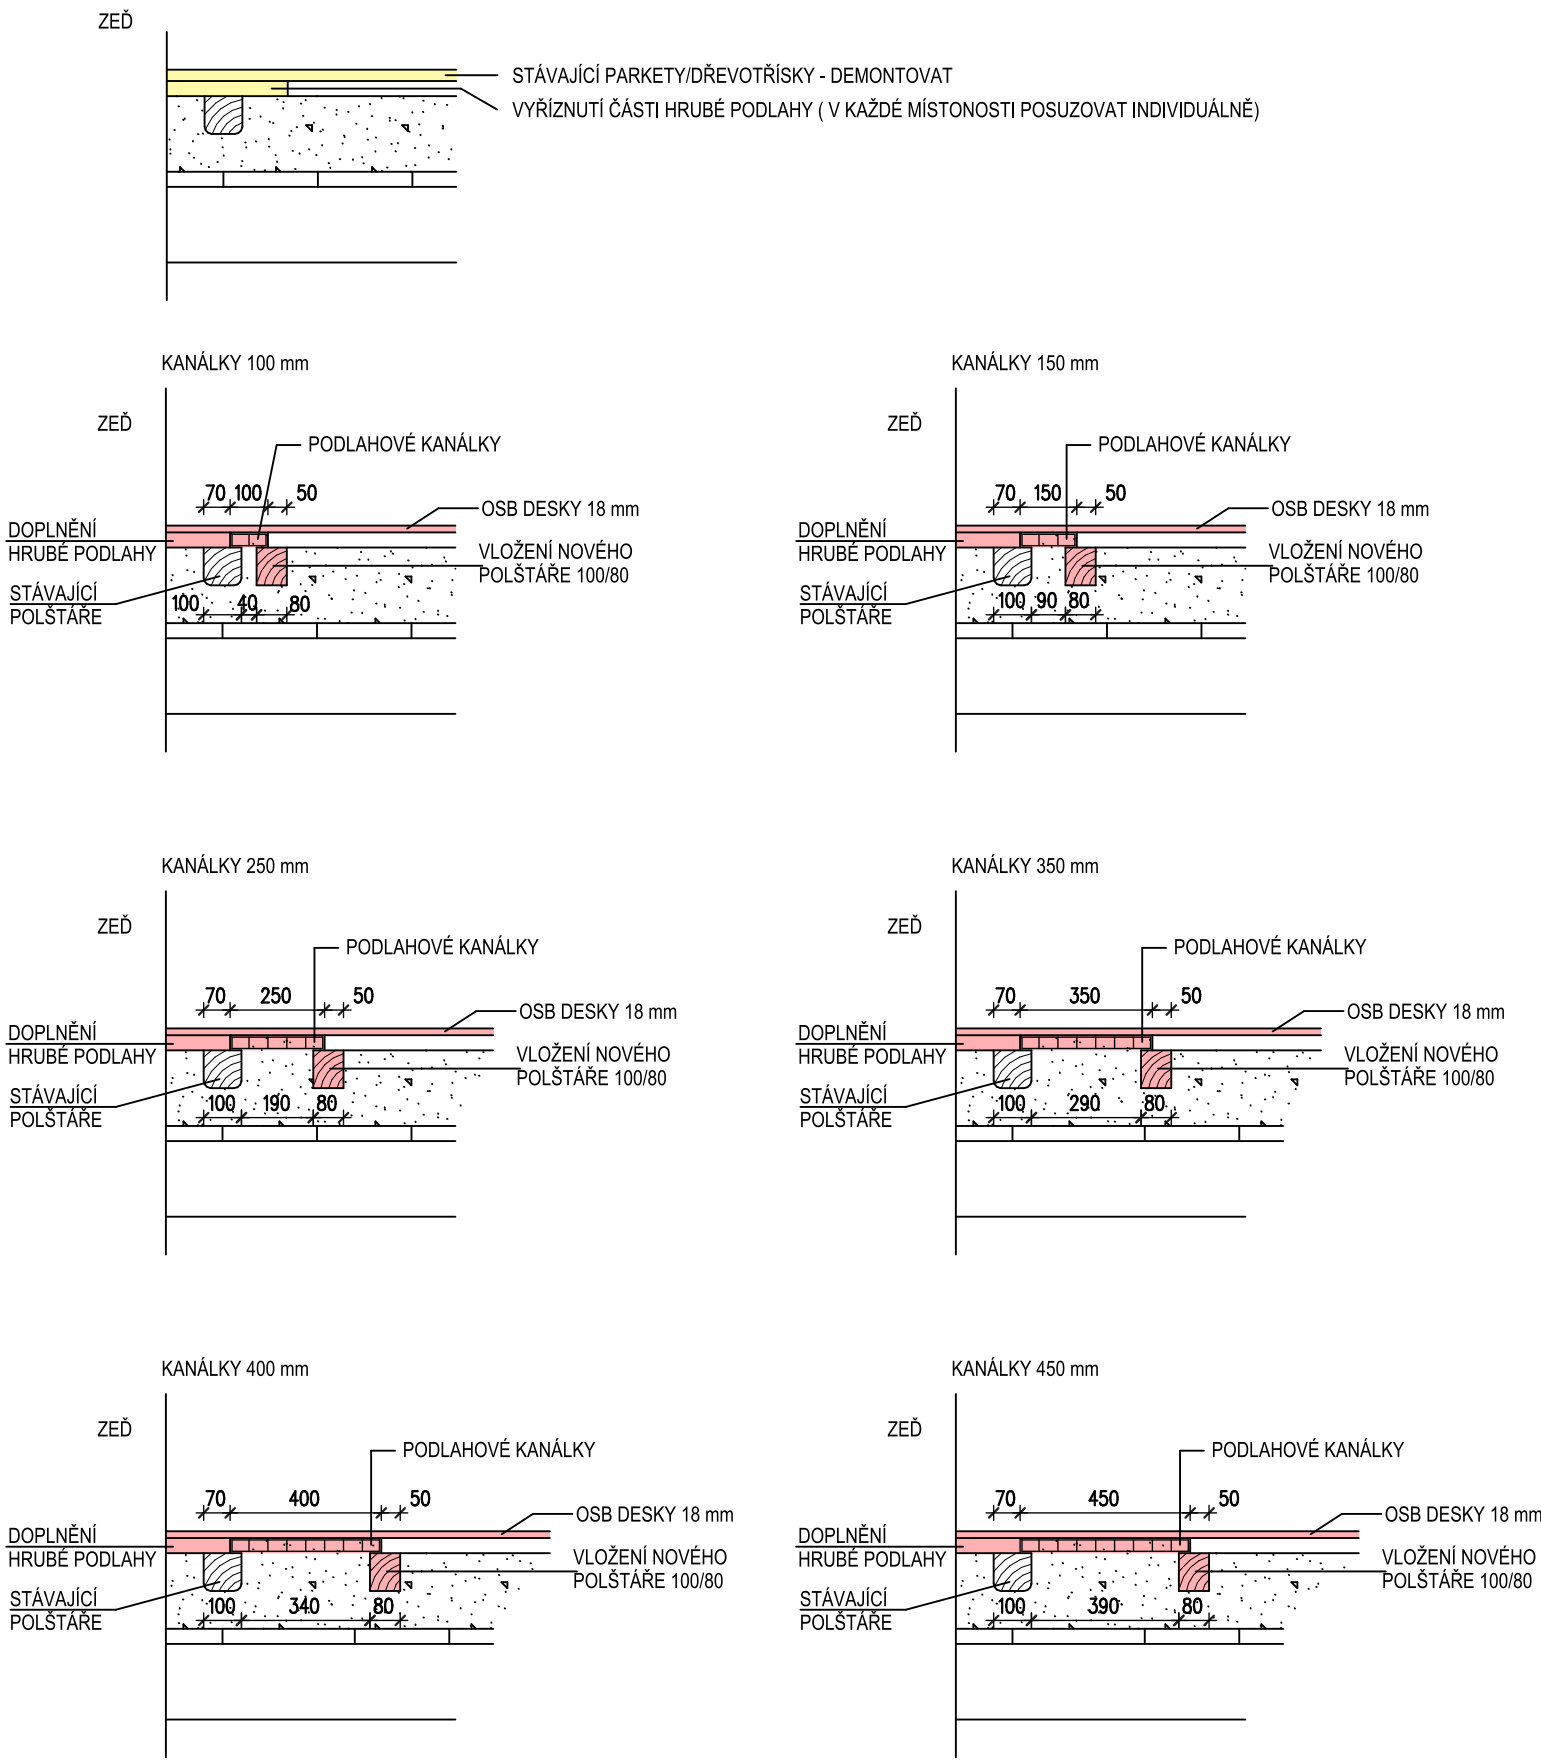 ZEĎ
STÁVAJÍCÍ PARKETY/DŘEVOTŘÍSKY - DEMONTOVAT
VYŘÍZNUTÍ ČÁSTI HRUBÉ PODLAHY ( V KAŽDÉ MÍSTONOSTI POSUZOVAT INDIVIDUÁLNĚ)
KANÁLKY 100 mm
ZEĎ
PODLAHOVÉ KANÁLKY
70 100 50
OSB DESKY 18 mm
DOPLNĚNÍ
HRUBÉ PODLAHY
VLOŽENÍ NOVÉHO
POLŠTÁŘE 100/80
STÁVAJÍCÍ
POLŠTÁŘE
100 40 80
KANÁLKY 150 mm
ZEĎ
PODLAHOVÉ KANÁLKY
70 150 50
OSB DESKY 18 mm
DOPLNĚNÍ
HRUBÉ PODLAHY
VLOŽENÍ NOVÉHO
POLŠTÁŘE 100/80
STÁVAJÍCÍ
POLŠTÁŘE
100 90 80
KANÁLKY 250 mm
ZEĎ
PODLAHOVÉ KANÁLKY
70 250 50
OSB DESKY 18 mm
DOPLNĚNÍ
HRUBÉ PODLAHY
VLOŽENÍ NOVÉHO
POLŠTÁŘE 100/80
STÁVAJÍCÍ
POLŠTÁŘE
100 190 80
KANÁLKY 350 mm
ZEĎ
PODLAHOVÉ KANÁLKY
70 350 50
OSB DESKY 18 mm
DOPLNĚNÍ
HRUBÉ PODLAHY
VLOŽENÍ NOVÉHO
POLŠTÁŘE 100/80
STÁVAJÍCÍ
POLŠTÁŘE
100 290 80
KANÁLKY 400 mm
ZEĎ
PODLAHOVÉ KANÁLKY
70 400 50
OSB DESKY 18 mm
DOPLNĚNÍ
HRUBÉ PODLAHY
VLOŽENÍ NOVÉHO
POLŠTÁŘE 100/80
STÁVAJÍCÍ
POLŠTÁŘE
100 340 80
KANÁLKY 450 mm
ZEĎ
PODLAHOVÉ KANÁLKY
70 450 50
OSB DESKY 18 mm
DOPLNĚNÍ
HRUBÉ PODLAHY
VLOŽENÍ NOVÉHO
POLŠTÁŘE 100/80
STÁVAJÍCÍ
POLŠTÁŘE
100 390 80